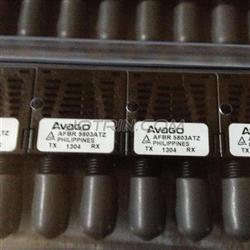 AVAGO
AFBR 5803ATZ
PHILIPPINES
TX 1304 RX
AVAGO
AFBR 5803ATZ
PHILIPPINES
TX 1304 RX